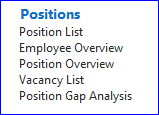 Positions
Position List
Employee Overview
Position Overview
Vacancy List
Position Gap Analysis